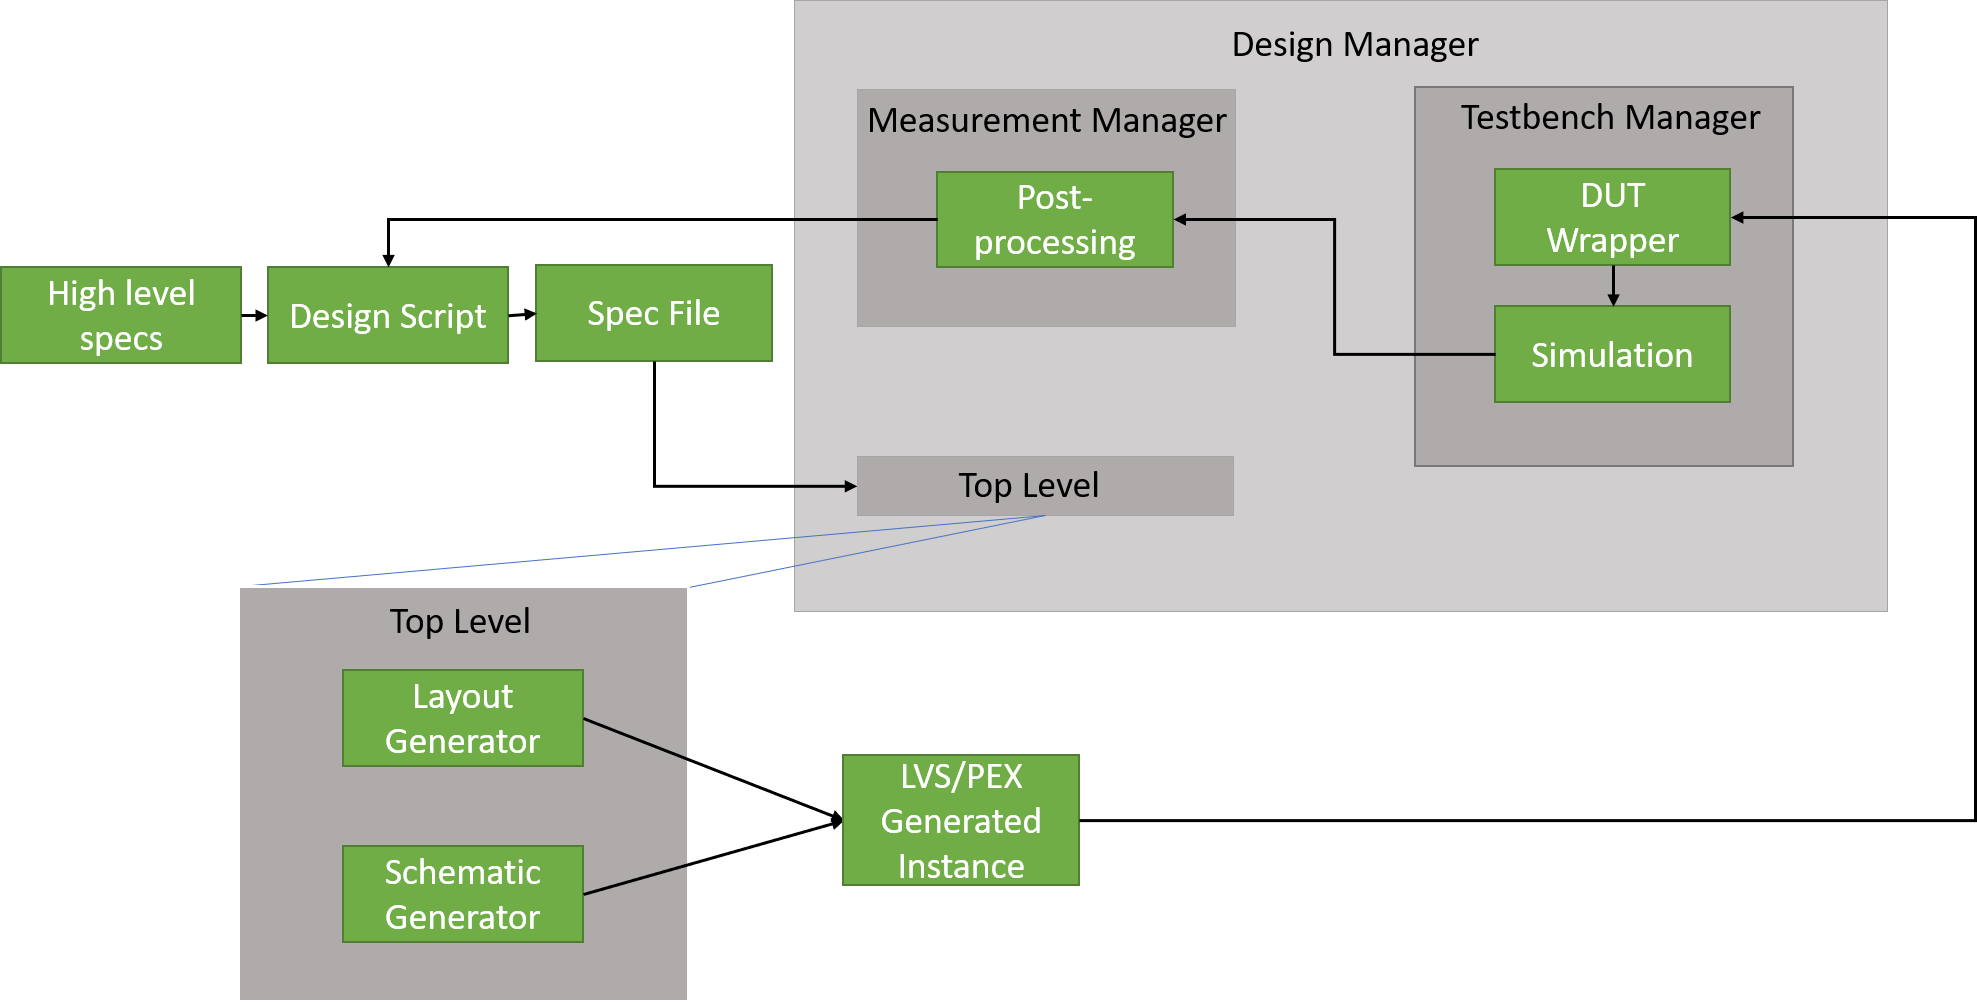 Design Manager
Measurement Manager
Testbench Manager
Post-
processing
DUT
Wrapper
High level
specs
Design Script
Spec File
Simulation
Top Level
Top Level
Layout
Generator
Schematic
Generator
LVS/PEX
Generated
Instance